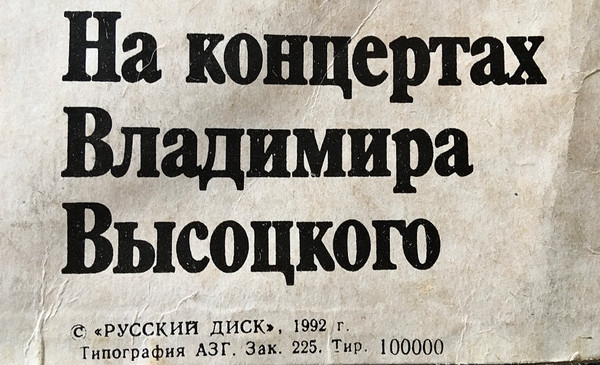 На концертах
Владимира
Высоцкого
© «РУССКИЙ ДИСК», 1992 г.
Типография АЗГ. Зак. 225. Тир. 100000